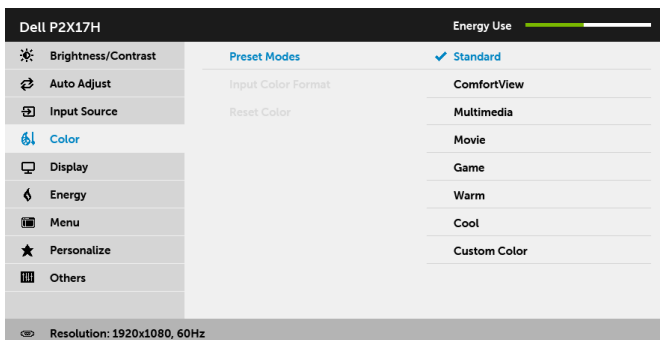 Dell P2X17H Energy Use
Brightness/Contrast Preset Modes Standard
Auto Adjust Input Color Format ComfortView
Input Source Reset Color Multimedia
Color Movie
Display Game
Energy Warm
Menu Cool
Personalize Custom Color
Others
Resolution: 1920x1080, 60Hz